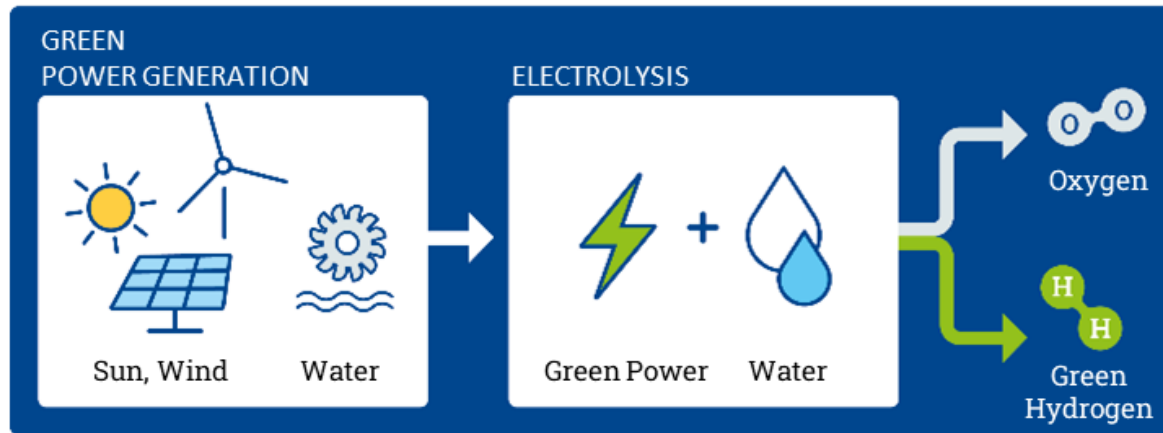 GREEN
POWER GENERATION
ELECTROLYSIS
Sun, Wind
Water
Green Power
+
Water
O O
Oxygen
H
H
Green
Hydrogen